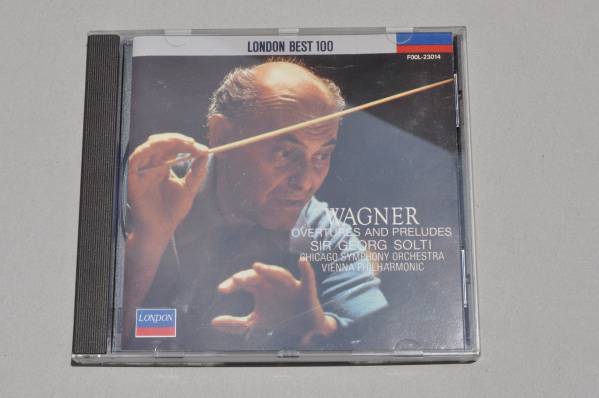 LONDON BEST 100
F00L-23014
WAGNER
OVERTURES AND PRELUDES
SIR GEORG SOLTI
CHICAGO SYMPHONY ORCHESTRA
VIENNA PHILHARMONIC
LONDON